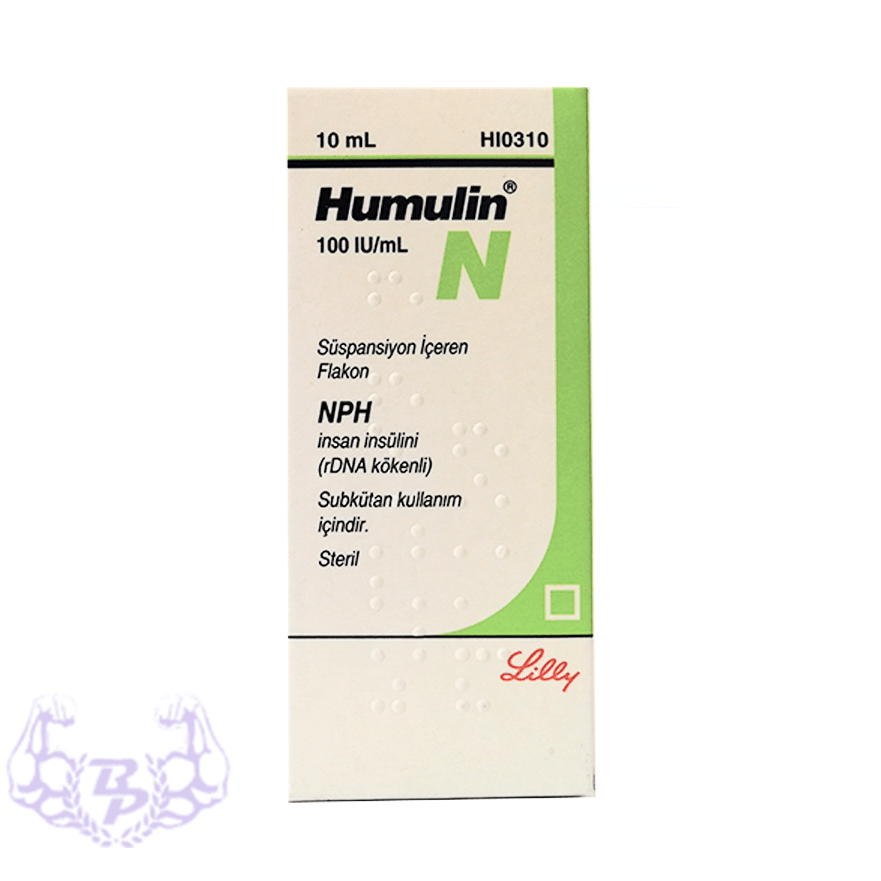 10 mL HI0310
Humulin®
100 IU/mL
N
Süspansiyon İçeren
Flakon
NPH
insan insülini
(rDNA kökenli)
Subkütan kullanım
içindir.
Steril
Lilly
BP